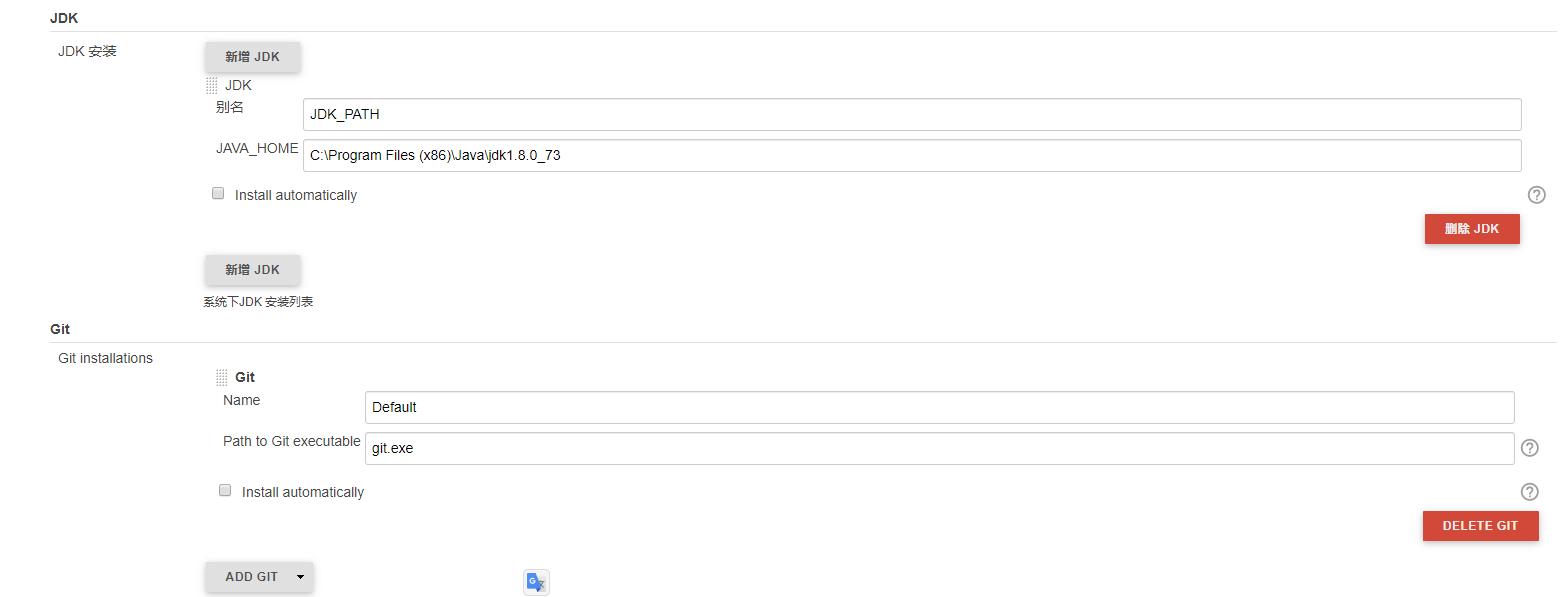 JDK
JDK 安装
新增 JDK
JDK
别名
JDK_PATH
JAVA_HOME
C:\Program Files (x86)\Java\jdk1.8.0_73
Install automatically
删除 JDK
新增 JDK
系统下JDK 安装列表
Git
Git installations
Git
Name
Default
Path to Git executable
git.exe
Install automatically
DELETE GIT
ADD GIT